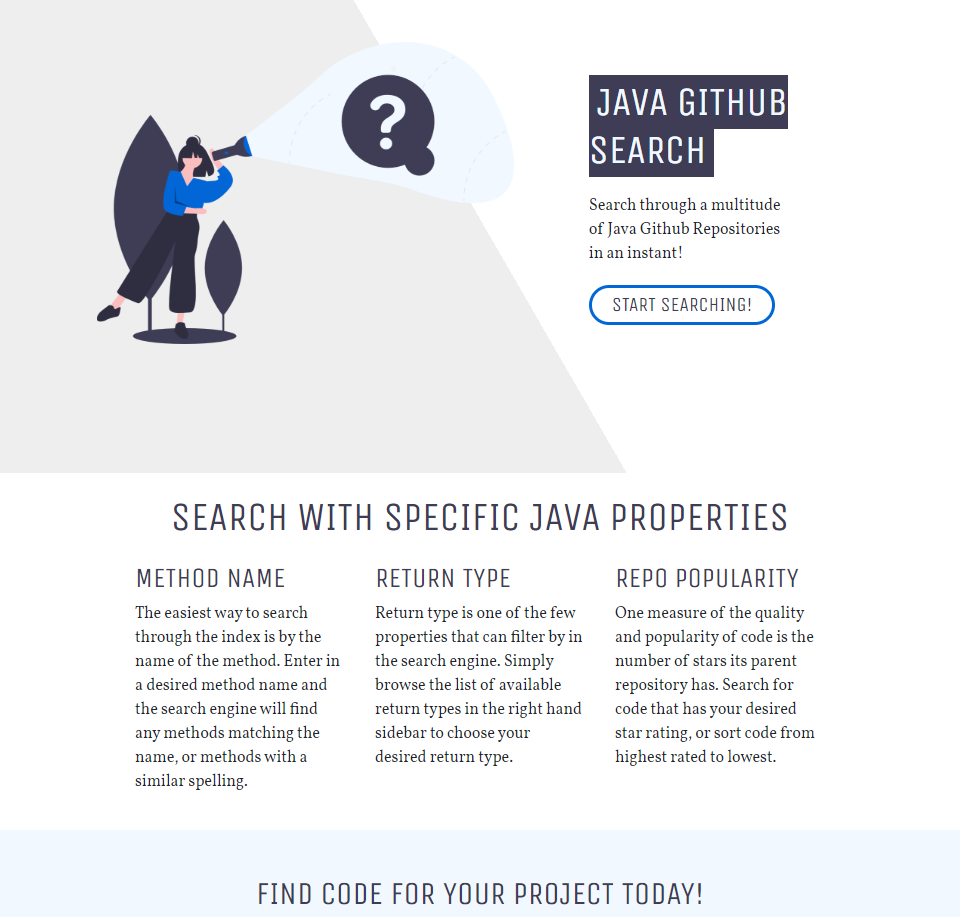 ?
JAVA GITHUB
SEARCH
Search through a multitude
of Java Github Repositories
in an instant!
START SEARCHING!
SEARCH WITH SPECIFIC JAVA PROPERTIES
METHOD NAME
The easiest way to search
through the index is by the
name of the method. Enter in
a desired method name and
the search engine will find
any methods matching the
name, or methods with a
similar spelling.
RETURN TYPE
Return type is one of the few
properties that can filter by in
the search engine. Simply
browse the list of available
return types in the right hand
sidebar to choose your
desired return type.
REPO POPULARITY
One measure of the quality
and popularity of code is the
number of stars its parent
repository has. Search for
code that has your desired
star rating, or sort code from
highest rated to lowest.
FIND CODE FOR YOUR PROJECT TODAY!